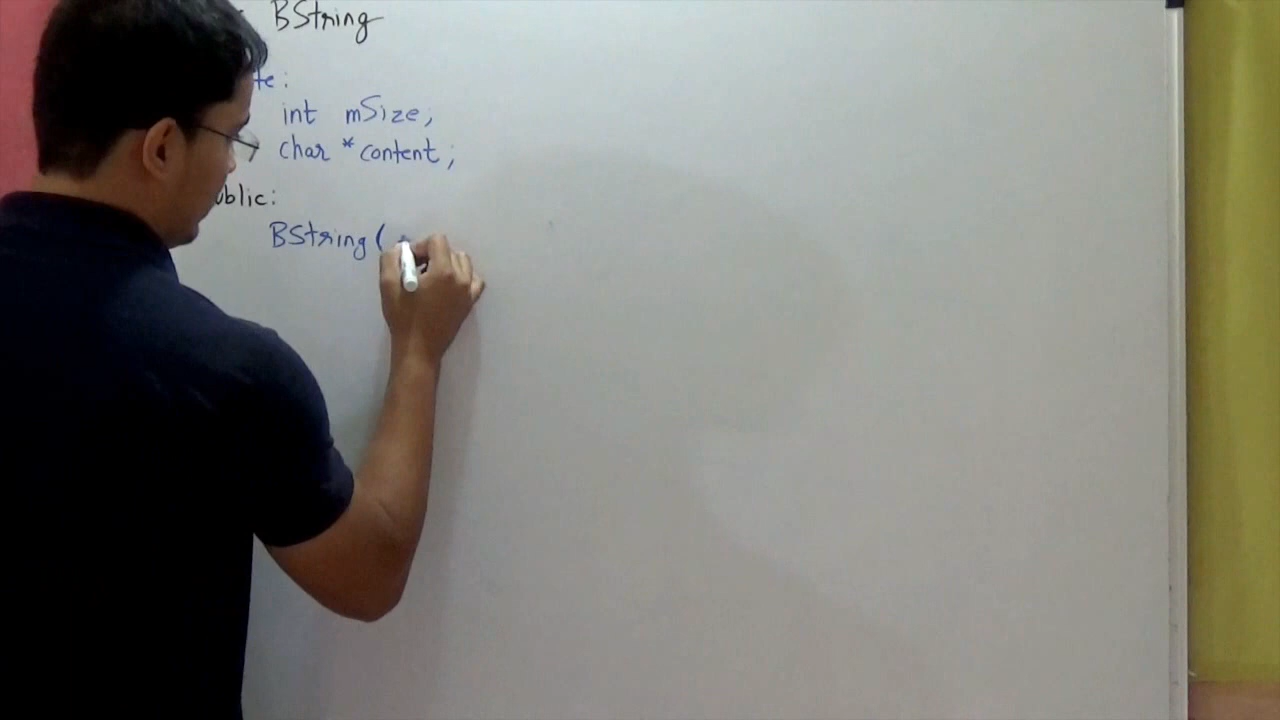 BString
te:
int mSize;
char *content;
ublic:
BString (